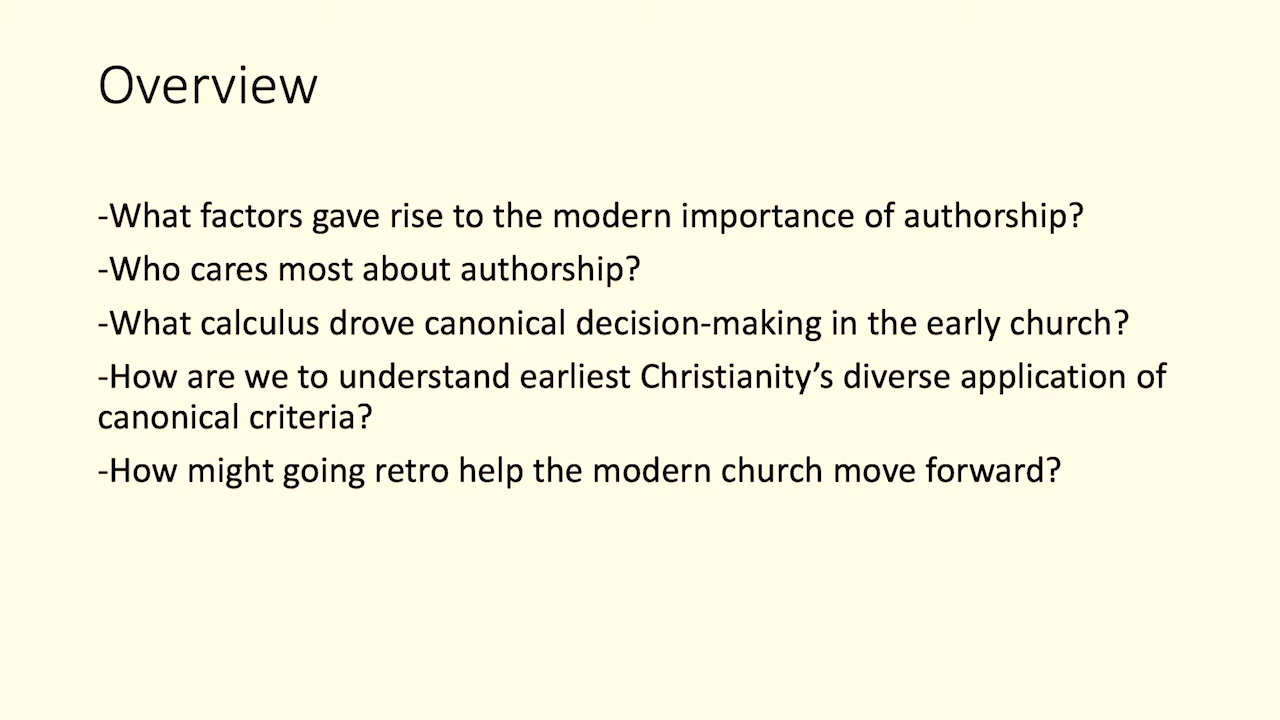 Overview
-What factors gave rise to the modern importance of authorship?
-Who cares most about authorship?
-What calculus drove canonical decision-making in the early church?
-How are we to understand earliest Christianity’s diverse application of
canonical criteria?
-How might going retro help the modern church move forward?